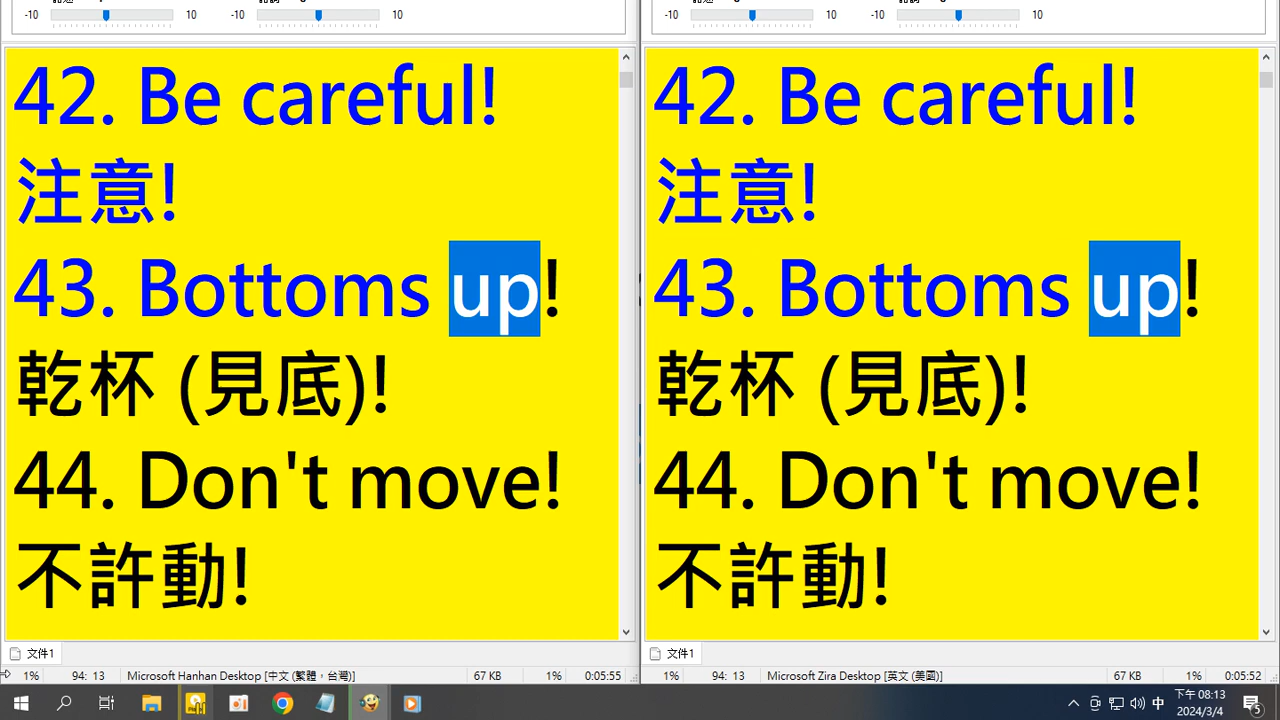 -10 10 -10 10
42. Be careful!
注意!
43. Bottoms up!
乾杯 (見底)!
44. Don't move!
不許動!
文件1
1% 94: 13 Microsoft Hanhan Desktop [中文 (繁體，台灣)] 67 KB 1% 0:05:55
-10 10 -10 10
42. Be careful!
注意!
43. Bottoms up!
乾杯 (見底)!
44. Don't move!
不許動!
文件1
1% 94: 13 Microsoft Zira Desktop [英文 (美國)] 67 KB 1% 0:05:52
中
下午 08:13
2024/3/4
5